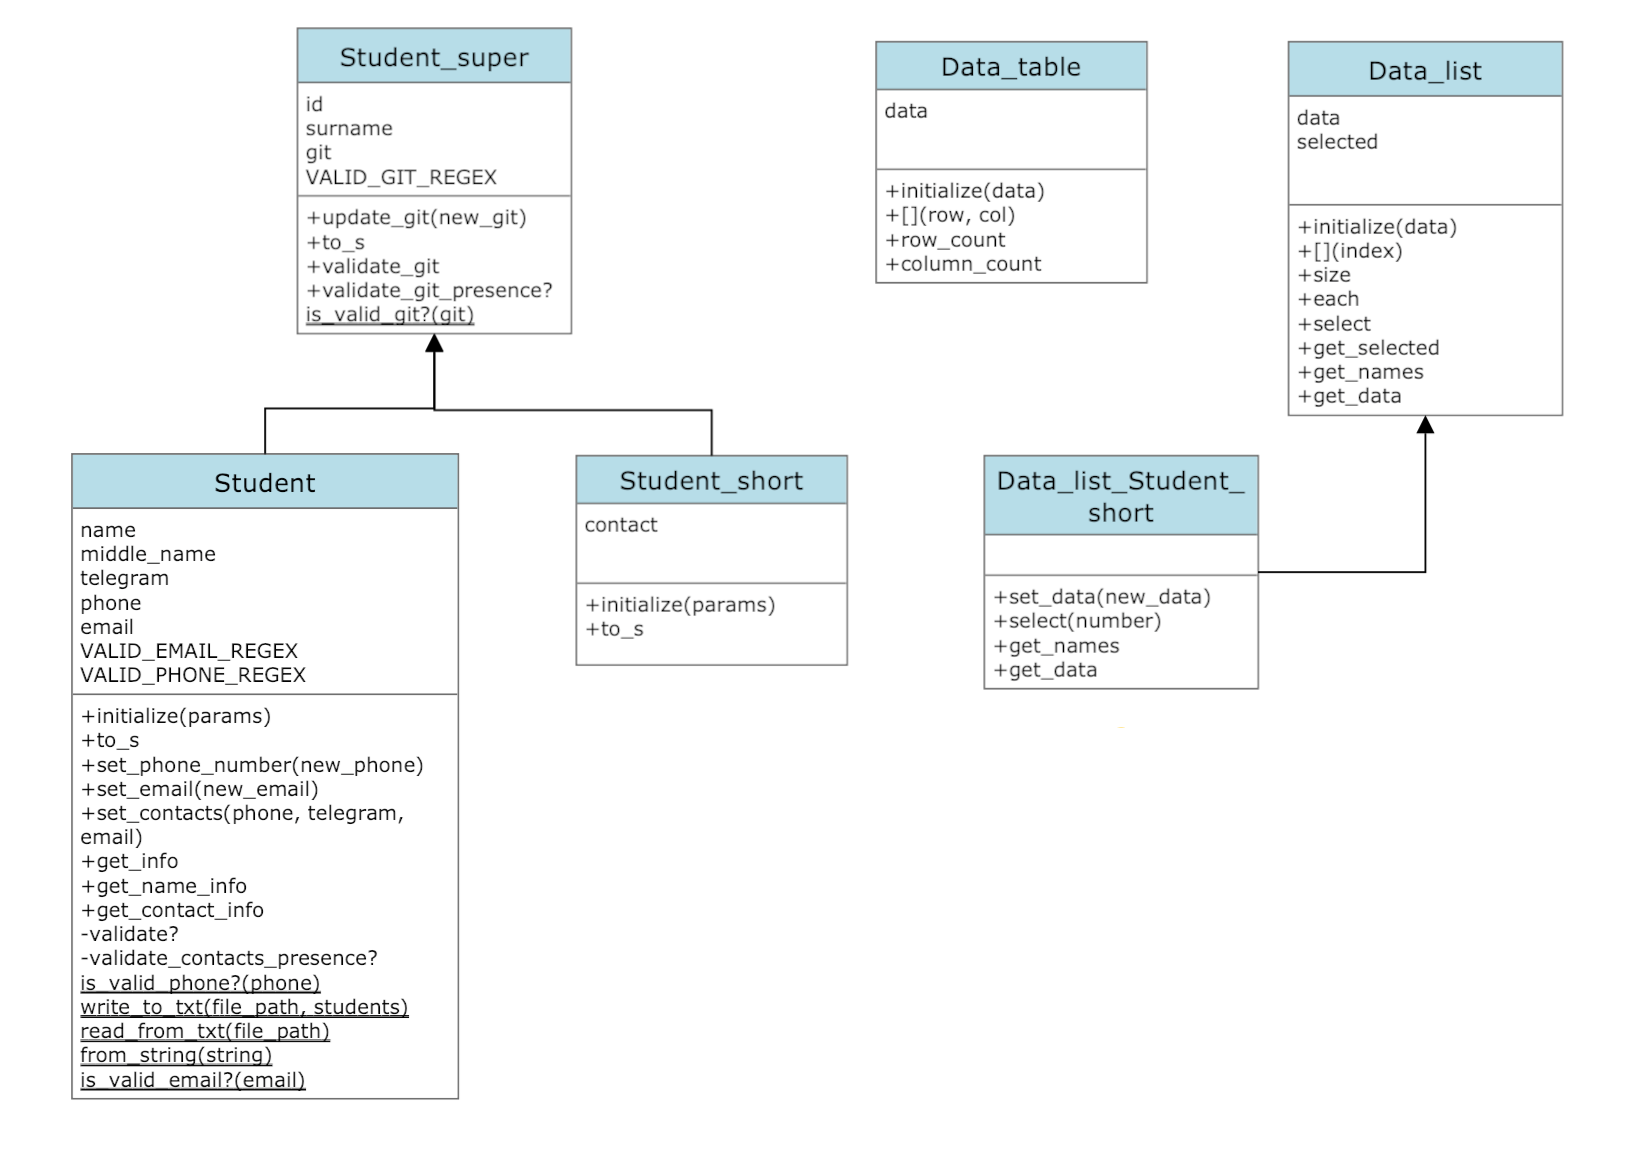 Student_super
id
surname
git
VALID_GIT_REGEX
+update_git(new_git)
+to_s
+validate_git
+validate_git_presence?
is_valid_git?(git)
Data_table
data
+initialize(data)
+[](row, col)
+row_count
+column_count
Data_list
data
selected
+initialize(data)
+[](index)
+size
+each
+select
+get_selected
+get_names
+get_data
Student
name
middle_name
telegram
phone
email
VALID_EMAIL_REGEX
VALID_PHONE_REGEX
+initialize(params)
+to_s
+set_phone_number(new_phone)
+set_email(new_email)
+set_contacts(phone, telegram,
email)
+get_info
+get_name_info
+get_contact_info
-validate?
-validate_contacts_presence?
is_valid_phone?(phone)
write_to_txt(file_path, students)
read_from_txt(file_path)
from_string(string)
is_valid_email?(email)
Student_short
contact
+initialize(params)
+to_s
Data_list_Student_
short
+set_data(new_data)
+select(number)
+get_names
+get_data